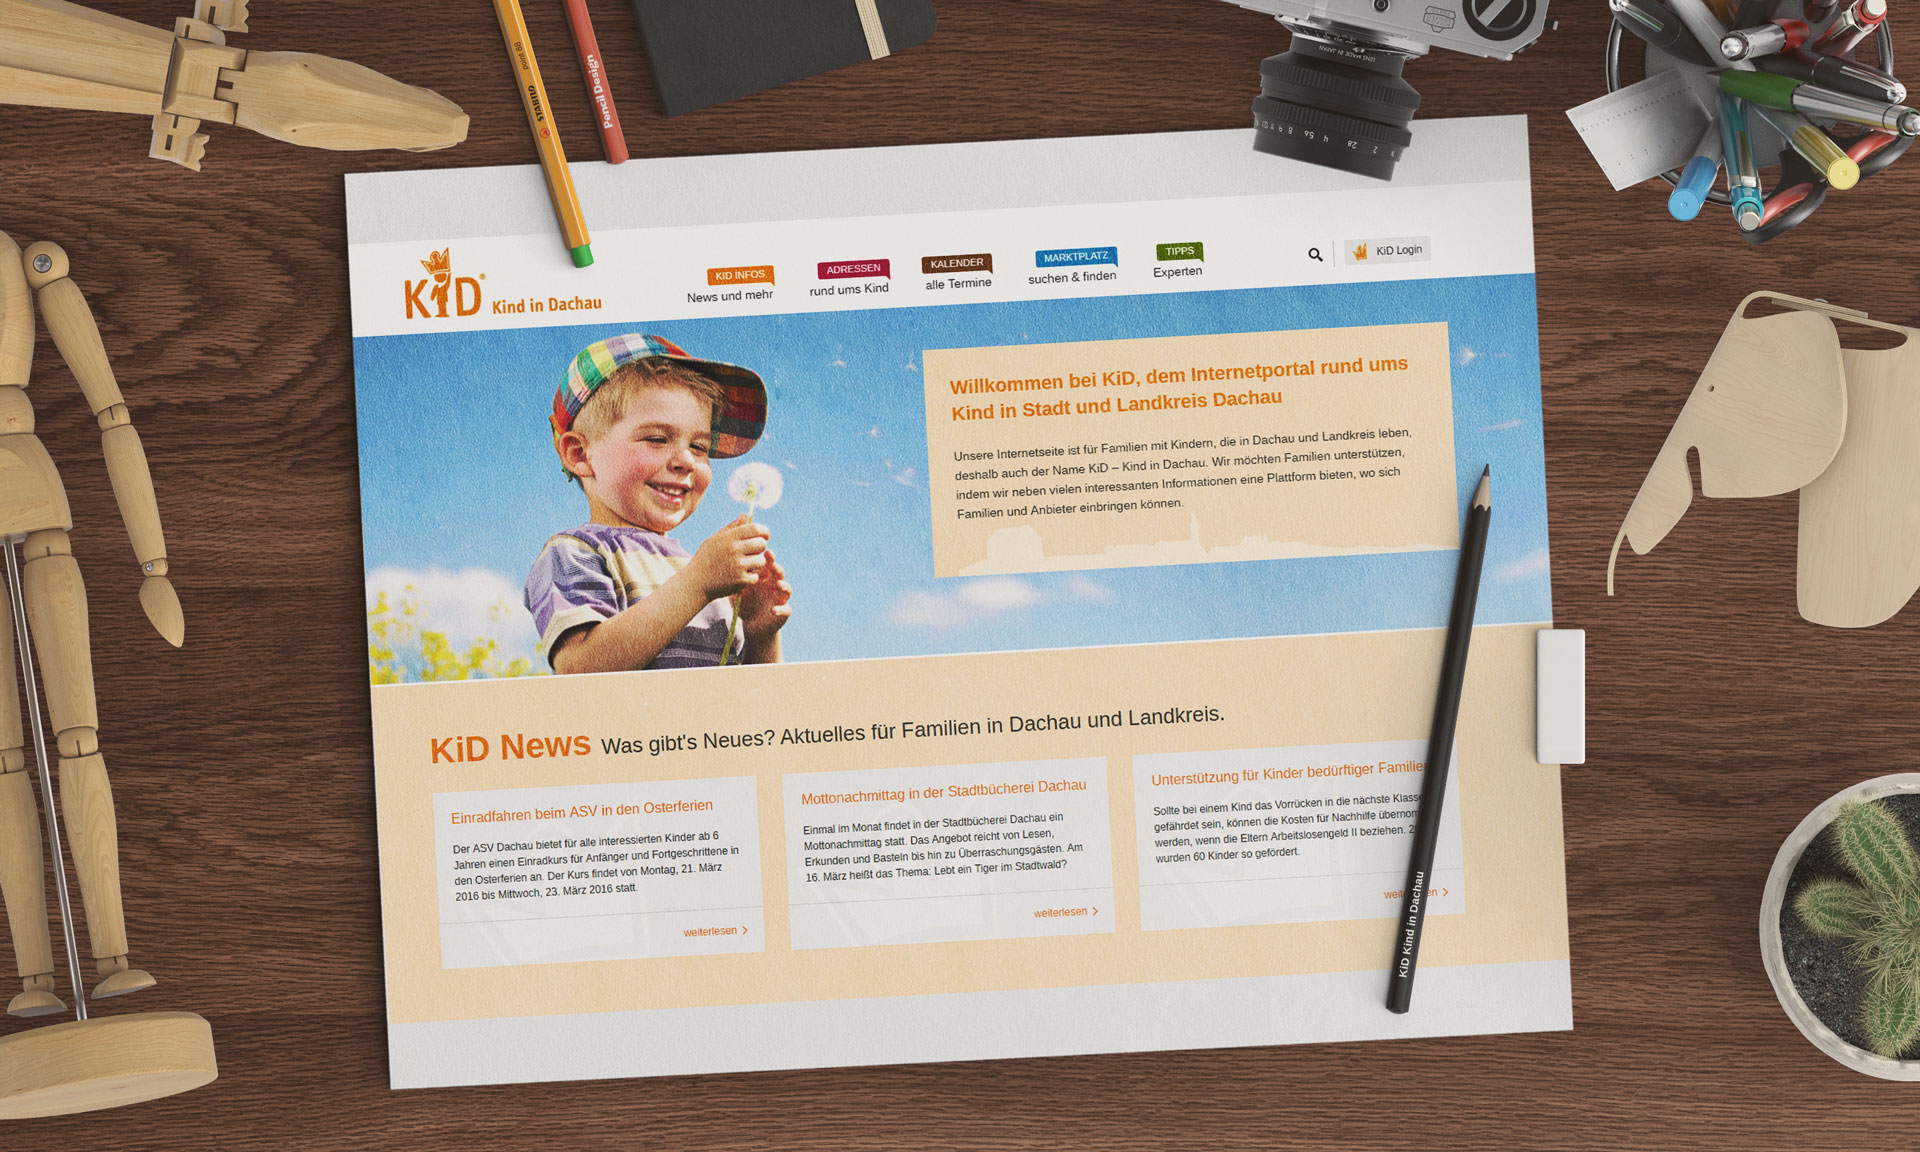 STABILO point 88
Pencil Design
LENS MADE IN JAPAN
KiD® Kind in Dachau
KID INFOS
News und mehr
ADRESSEN
rund ums Kind
KALENDER
alle Termine
MARKTPLATZ
suchen & finden
TIPPS
Experten
KiD Login
Willkommen bei KiD, dem Internetportal rund ums
Kind in Stadt und Landkreis Dachau
Unsere Internetseite ist für Familien mit Kindern, die in Dachau und Landkreis leben,
deshalb auch der Name KiD – Kind in Dachau. Wir möchten Familien unterstützen,
indem wir neben vielen interessanten Informationen eine Plattform bieten, wo sich
Familien und Anbieter einbringen können.
KiD News Was gibt's Neues? Aktuelles für Familien in Dachau und Landkreis.
Einradfahren beim ASV in den Osterferien
Der ASV Dachau bietet für alle interessierten Kinder ab 6
Jahren einen Einradkurs für Anfänger und Fortgeschrittene in
den Osterferien an. Der Kurs findet von Montag, 21. März
2016 bis Mittwoch, 23. März 2016 statt.
weiterlesen
Mottonachmittag in der Stadtbücherei Dachau
Einmal im Monat findet in der Stadtbücherei Dachau ein
Mottonachmittag statt. Das Angebot reicht von Lesen,
Erkunden und Basteln bis hin zu Überraschungsgästen. Am
16. März heißt das Thema: Lebt ein Tiger im Stadtwald?
weiterlesen
Unterstützung für Kinder bedürftiger Familien
Sollte bei einem Kind das Vorrücken in die nächste Klasse
gefährdet sein, können die Kosten für Nachhilfe
werden, wenn die Eltern Arbeitslosengeld II beziehen.
wurden 60 Kinder so gefördert.
KiD Kind in Dachau